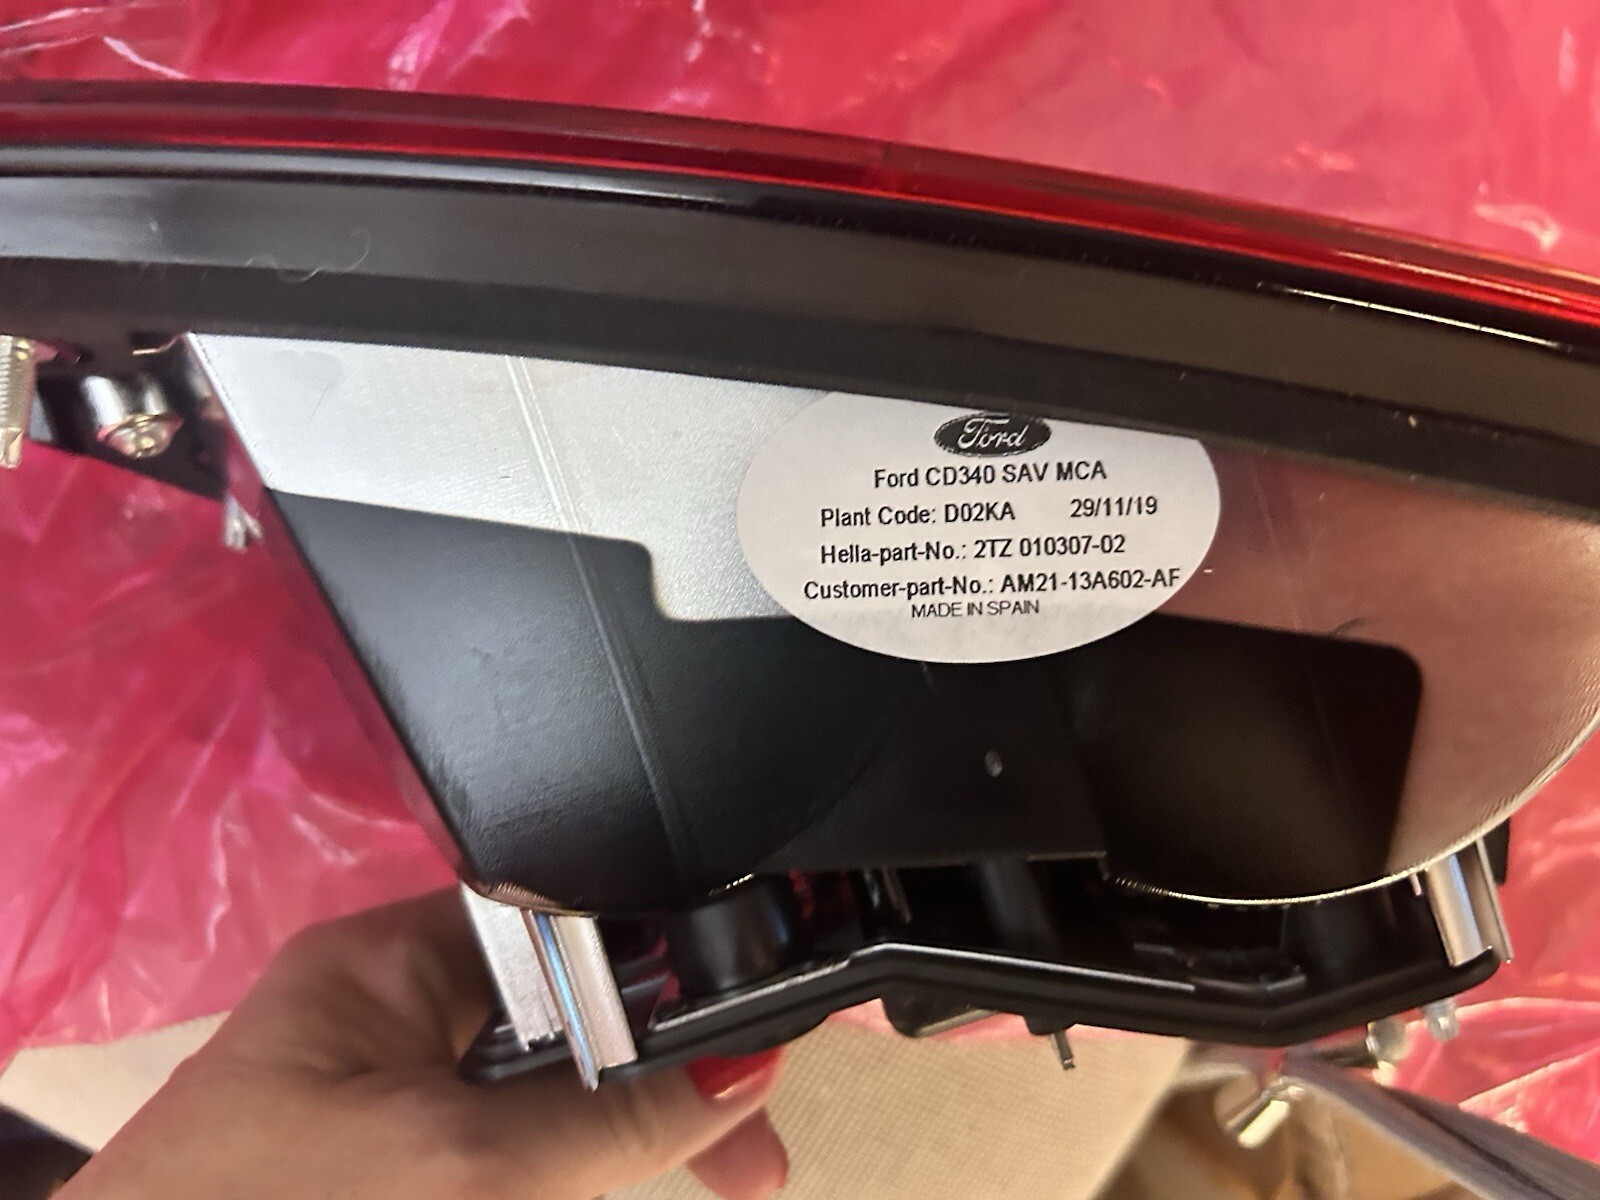 Ford
Ford CD340 SAV MCA
Plant Code: D02KA 29/11/19
Hella-part-No.: 2TZ 010307-02
Customer-part-No.: AM21-13A602-AF
MADE IN SPAIN